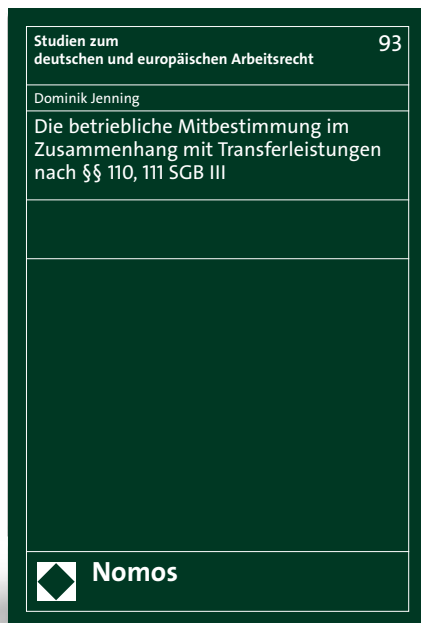 Studien zum
deutschen und europäischen Arbeitsrecht
93
Dominik Jenning
Die betriebliche Mitbestimmung im
Zusammenhang mit Transferleistungen
nach §§ 110, 111 SGB III
Nomos